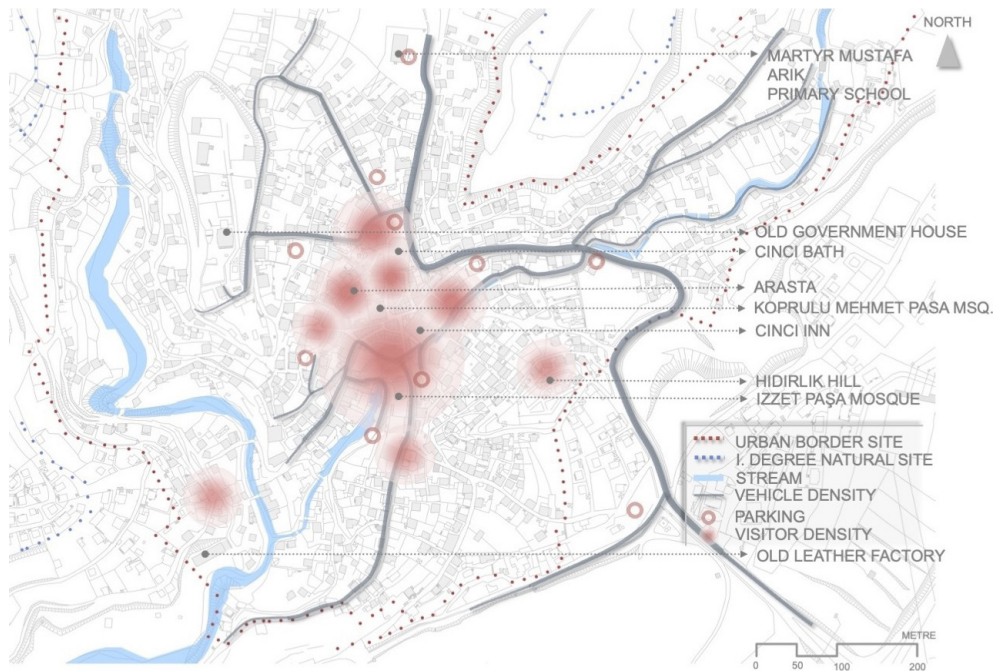 NORTH
MARTYR MUSTAFA
ARIK
PRIMARY SCHOOL
OLD GOVERNMENT HOUSE
CINCI BATH
ARASTA
KOPRULU MEHMET PASA MSQ.
CINCI INN
HIDIRLIK HILL
IZZET PAŞA MOSQUE
URBAN BORDER SITE
I. DEGREE NATURAL SITE
STREAM
VEHICLE DENSITY
PARKING
VISITOR DENSITY
OLD LEATHER FACTORY
METRE
0 50 100 200